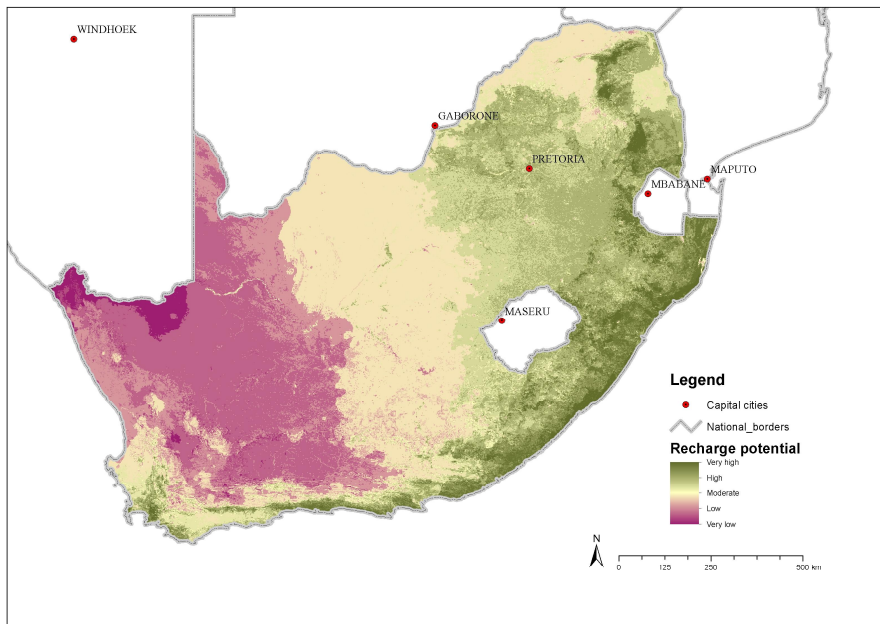 WINDHOEK
GABORONE
PRETORIA
MAPUTO
MBABANE
MASERU
Legend
Capital cities
National_borders
Recharge potential
Very high
High
Moderate
Low
Very low
N
0 125 250 500 km